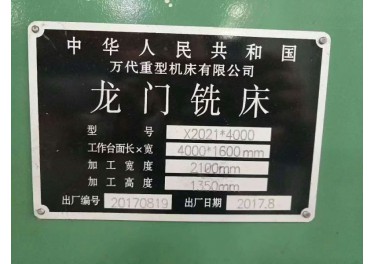 中华人民共和国
万代重型机床有限公司
龙门铣床
型 号 X2021*4000
工作台面长×宽 4000*1600mm
加工宽度 2100mm
加工高度 1350mm
出厂编号 20170819 出厂日期 2017.8